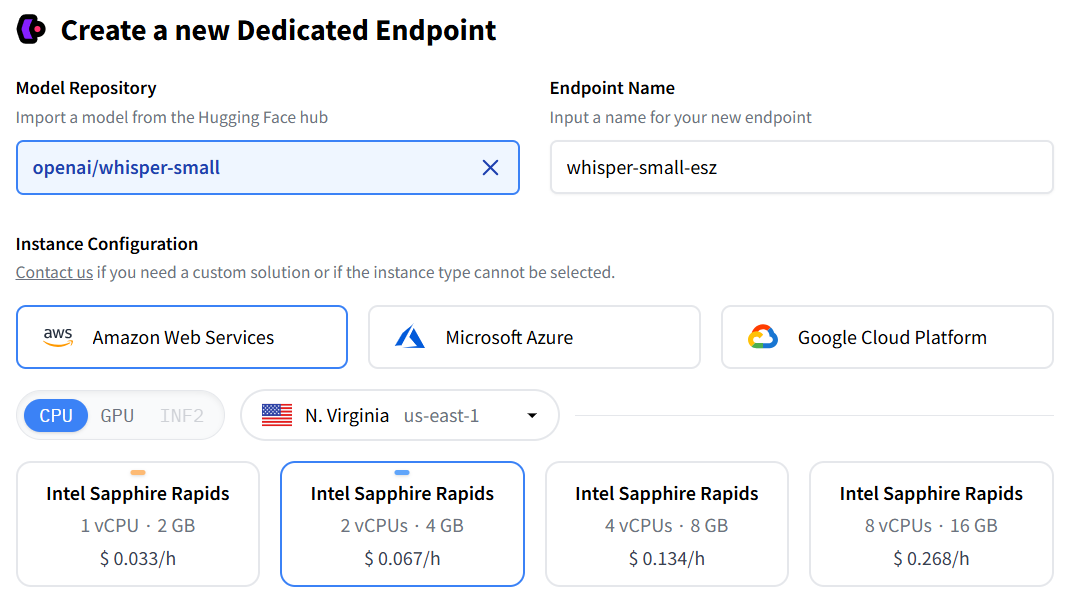 Create a new Dedicated Endpoint
Model Repository
Import a model from the Hugging Face hub
openai/whisper-small
Endpoint Name
Input a name for your new endpoint
whisper-small-esz
Instance Configuration
Contact us if you need a custom solution or if the instance type cannot be selected.
aws Amazon Web Services
Microsoft Azure
Google Cloud Platform
CPU GPU INF2
N. Virginia us-east-1
Intel Sapphire Rapids
1 vCPU · 2 GB
$ 0.033/h
Intel Sapphire Rapids
2 vCPUs · 4 GB
$ 0.067/h
Intel Sapphire Rapids
4 vCPUs · 8 GB
$ 0.134/h
Intel Sapphire Rapids
8 vCPUs · 16 GB
$ 0.268/h